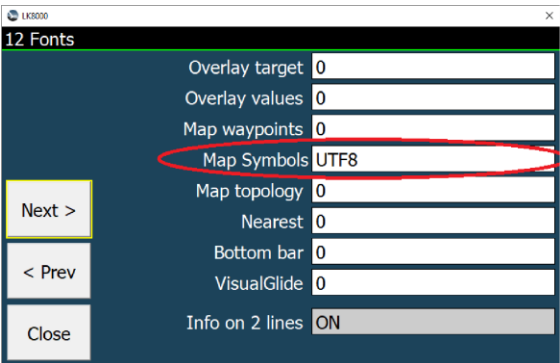 LK8000
12 Fonts
Overlay target 0
Overlay values 0
Map waypoints 0
Map Symbols UTF8
Map topology 0
Next >
Nearest 0
Bottom bar 0
< Prev
VisualGlide 0
Info on 2 lines ON
Close